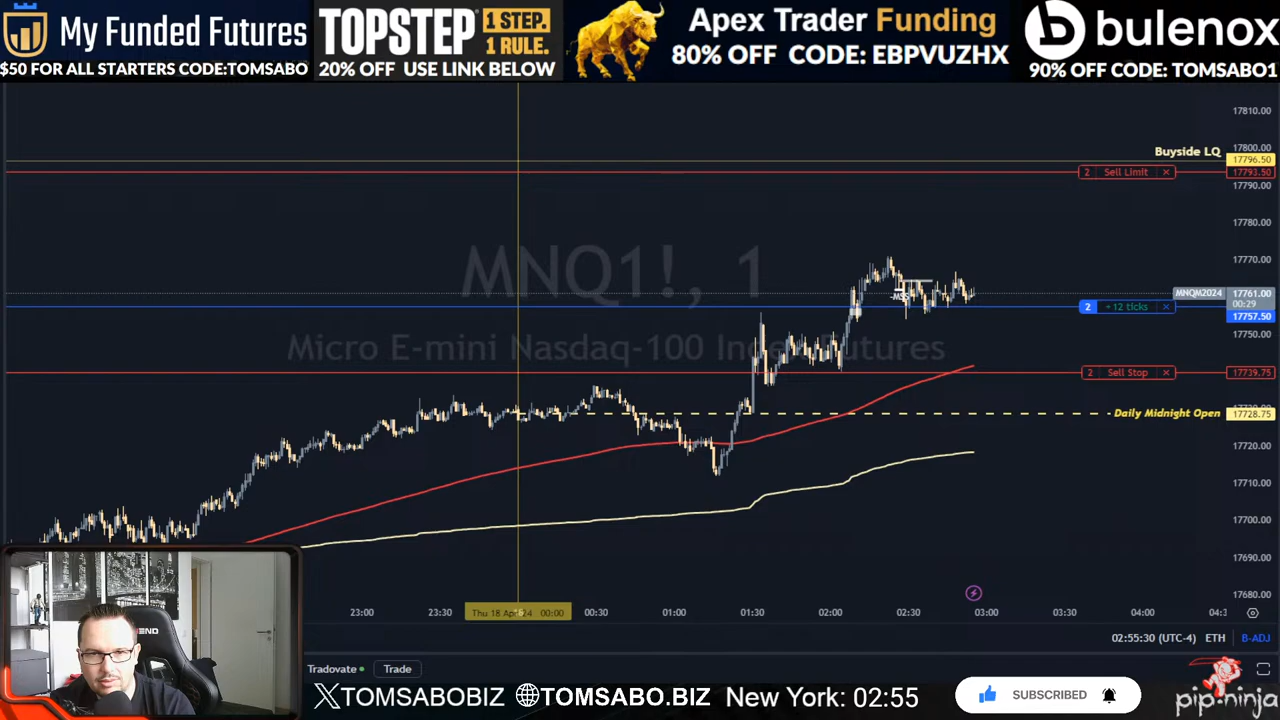 My Funded Futures
$50 FOR ALL STARTERS CODE:TOMSABO
TOPSTEP
1 STEP.
1 RULE.
20% OFF USE LINK BELOW
Apex Trader Funding
80% OFF CODE: EBPVUZHX
bulenox
90% OFF CODE: TOMSABO1
17810.00
Buyside LQ
17800.00
17796.50
2 Sell Limit ×
17793.50
17790.00
17780.00
MNQ1!, 1
17770.00
-MSS
MNQM2024
17761.00
00:29
2 +12 ticks ×
17757.50
17750.00
Micro E-mini Nasdaq-100 Index Futures
2 Sell Stop ×
17739.75
Daily Midnight Open
17728.75
17720.00
17710.00
17700.00
17690.00
17680.00
23:00
23:30
Thu 18 Apr '24 00:00
00:30
01:00
01:30
02:00
02:30
03:00
03:30
04:00
02:55:30 (UTC-4)
ETH
B-ADJ
Tradovate
Trade
TOMSABOBIZ
TOMSABO.BIZ
New York: 02:55
SUBSCRIBED
pip.ninja